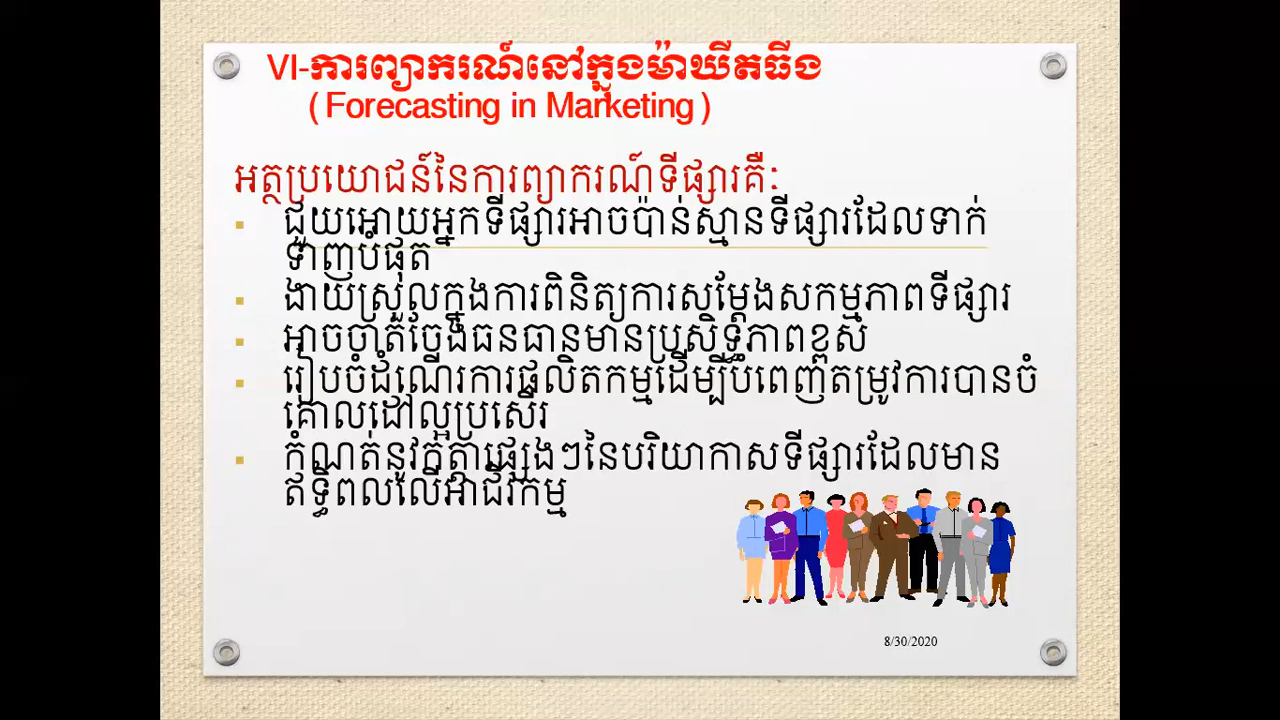 VI-ការព្យាករណ៍នៅក្នុងម៉ាឃីតធីង
( Forecasting in Marketing )
អត្ថប្រយោជន៍នៃការព្យាករណ៍ទីផ្សារគឺៈ
ជួយអោយអ្នកទីផ្សារអាចប៉ាន់ស្មានទីផ្សារដែលទាក់
ទាញបំផុត
ងាយស្រួលក្នុងការពិនិត្យការសម្តែងសកម្មភាពទីផ្សារ
អាចចាត់ចែងធនធានមានប្រសិទ្ធភាពខ្ពស់
រៀបចំដំណើរការផលិតកម្មដើម្បីបំពេញតម្រូវការបានចំ
គោលដៅល្អប្រសើរ
កំណត់នូវកត្តាផ្សេងៗនៃបរិយាកាសទីផ្សារដែលមាន
ឥទ្ធិពលលើអាជីវកម្ម
8/30/2020